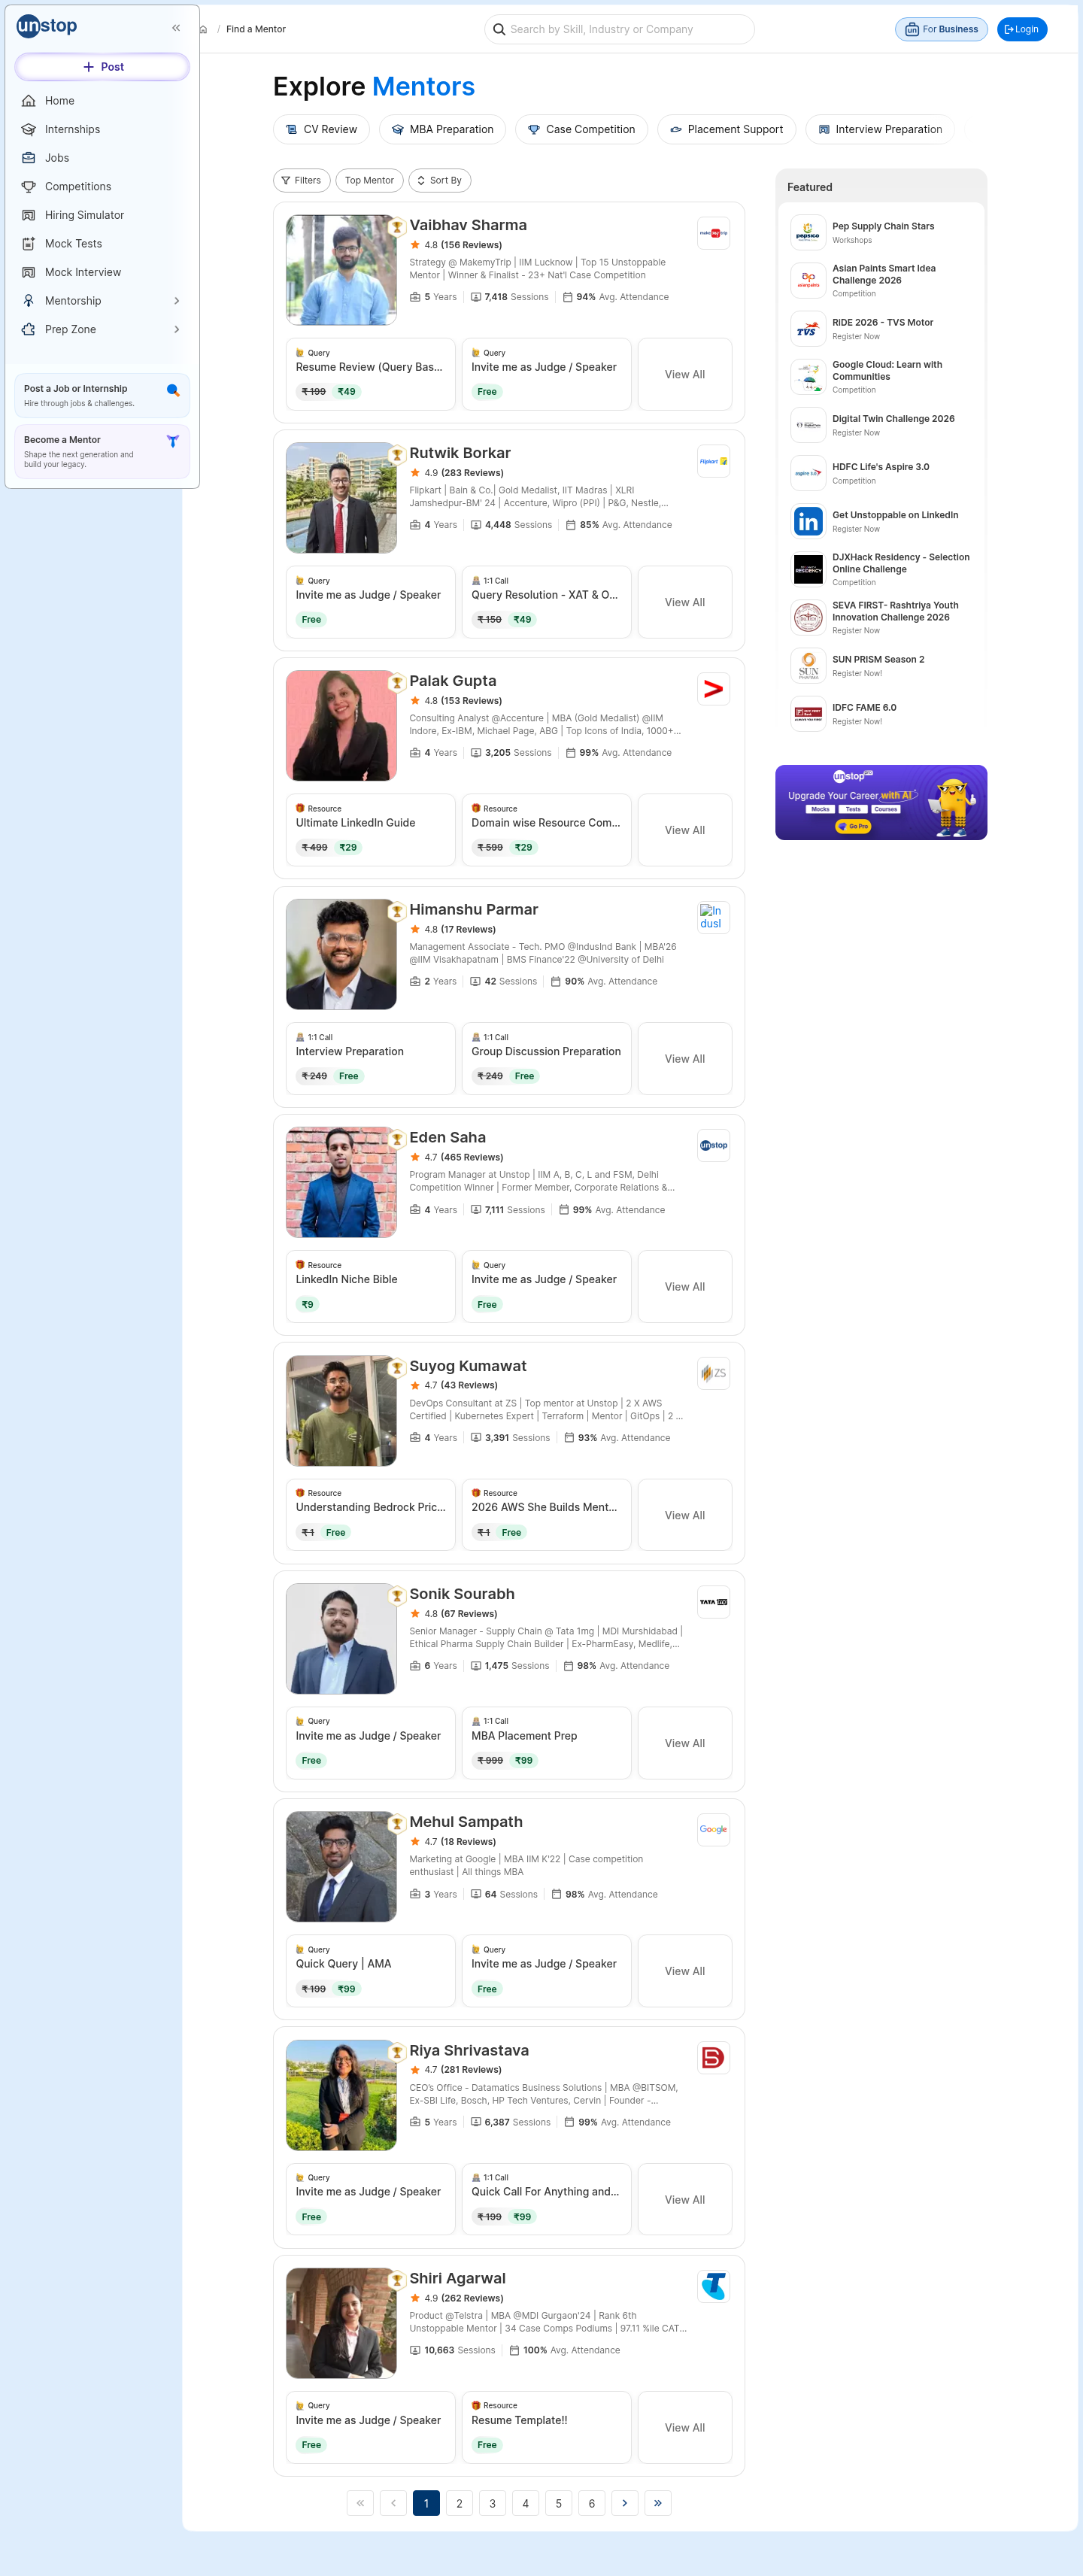 unstop
Post
Home
Internships
Jobs
Competitions
Hiring Simulator
Mock Tests
Mock Interview
Mentorship
Prep Zone
Post a Job or Internship
Hire through jobs & challenges.
Become a Mentor
Shape the next generation and
build your legacy.
/ Find a Mentor
Search by Skill, Industry or Company
For Business
Login
Explore Mentors
CV Review
MBA Preparation
Case Competition
Placement Support
Interview Preparation
Filters
Top Mentor
Sort By
Vaibhav Sharma
4.8 (156 Reviews)
make my trip
Strategy @ MakemyTrip | IIM Lucknow | Top 15 Unstoppable
Mentor | Winner & Finalist - 23+ Nat'l Case Competition
5 Years 7,418 Sessions 94% Avg. Attendance
Query
Resume Review (Query Bas...
₹ 199 ₹49
Query
Invite me as Judge / Speaker
Free
View All
Rutwik Borkar
4.9 (283 Reviews)
Flipkart
Flipkart | Bain & Co.| Gold Medalist, IIT Madras | XLRI
Jamshedpur-BM' 24 | Accenture, Wipro (PPI) | P&G, Nestle,...
4 Years 4,448 Sessions 85% Avg. Attendance
Query
Invite me as Judge / Speaker
Free
1:1 Call
Query Resolution - XAT & O...
₹ 150 ₹49
View All
Palak Gupta
4.8 (153 Reviews)
Consulting Analyst @Accenture | MBA (Gold Medalist) @IIM
Indore, Ex-IBM, Michael Page, ABG | Top Icons of India, 1000+...
4 Years 3,205 Sessions 99% Avg. Attendance
Resource
Ultimate LinkedIn Guide
₹ 499 ₹29
Resource
Domain wise Resource Com...
₹ 599 ₹29
View All
Himanshu Parmar
4.8 (17 Reviews)
In
dusI
Management Associate - Tech. PMO @IndusInd Bank | MBA'26
@IIM Visakhapatnam | BMS Finance'22 @University of Delhi
2 Years 42 Sessions 90% Avg. Attendance
1:1 Call
Interview Preparation
₹ 249 Free
1:1 Call
Group Discussion Preparation
₹ 249 Free
View All
Eden Saha
4.7 (465 Reviews)
unstop
Program Manager at Unstop | IIM A, B, C, L and FSM, Delhi
Competition Winner | Former Member, Corporate Relations &...
4 Years 7,111 Sessions 99% Avg. Attendance
Resource
LinkedIn Niche Bible
₹9
Query
Invite me as Judge / Speaker
Free
View All
Suyog Kumawat
4.7 (43 Reviews)
ZS
DevOps Consultant at ZS | Top mentor at Unstop | 2 X AWS
Certified | Kubernetes Expert | Terraform | Mentor | GitOps | 2 ...
4 Years 3,391 Sessions 93% Avg. Attendance
Resource
Understanding Bedrock Pric...
₹ 1 Free
Resource
2026 AWS She Builds Ment...
₹ 1 Free
View All
Sonik Sourabh
4.8 (67 Reviews)
TATA 1mg
Senior Manager - Supply Chain @ Tata 1mg | MDI Murshidabad |
Ethical Pharma Supply Chain Builder | Ex-PharmEasy, Medlife,...
6 Years 1,475 Sessions 98% Avg. Attendance
Query
Invite me as Judge / Speaker
Free
1:1 Call
MBA Placement Prep
₹ 999 ₹99
View All
Mehul Sampath
4.7 (18 Reviews)
Google
Marketing at Google | MBA IIM K'22 | Case competition
enthusiast | All things MBA
3 Years 64 Sessions 98% Avg. Attendance
Query
Quick Query | AMA
₹ 199 ₹99
Query
Invite me as Judge / Speaker
Free
View All
Riya Shrivastava
4.7 (281 Reviews)
CEO's Office - Datamatics Business Solutions | MBA @BITSOM,
Ex-SBI Life, Bosch, HP Tech Ventures, Cervin | Founder -...
5 Years 6,387 Sessions 99% Avg. Attendance
Query
Invite me as Judge / Speaker
Free
1:1 Call
Quick Call For Anything and...
₹ 199 ₹99
View All
Shiri Agarwal
4.9 (262 Reviews)
Product @Telstra | MBA @MDI Gurgaon'24 | Rank 6th
Unstoppable Mentor | 34 Case Comps Podiums | 97.11 %ile CAT...
10,663 Sessions 100% Avg. Attendance
Query
Invite me as Judge / Speaker
Free
Resource
Resume Template!!
Free
View All
1 2 3 4 5 6
Featured
pepsico
Pep Supply Chain Stars
Workshops
ap
asianpaints
Asian Paints Smart Idea
Challenge 2026
Competition
TVS
RIDE 2026 - TVS Motor
Register Now
Google Cloud: Learn with
Communities
Competition
Digital Twin Challenge 2026
Register Now
aspire 3.0
HDFC Life's Aspire 3.0
Competition
in
Get Unstoppable on LinkedIn
Register Now
RESIDENCY
DJXHack Residency - Selection
Online Challenge
Competition
SEVA FIRST- Rashtriya Youth
Innovation Challenge 2026
Register Now
SUN
PHARMA
SUN PRISM Season 2
Register Now!
IDFC FAME 6.0
Register Now!
unstop
Upgrade Your Career with AI
Mocks Tests Courses
Go Pro